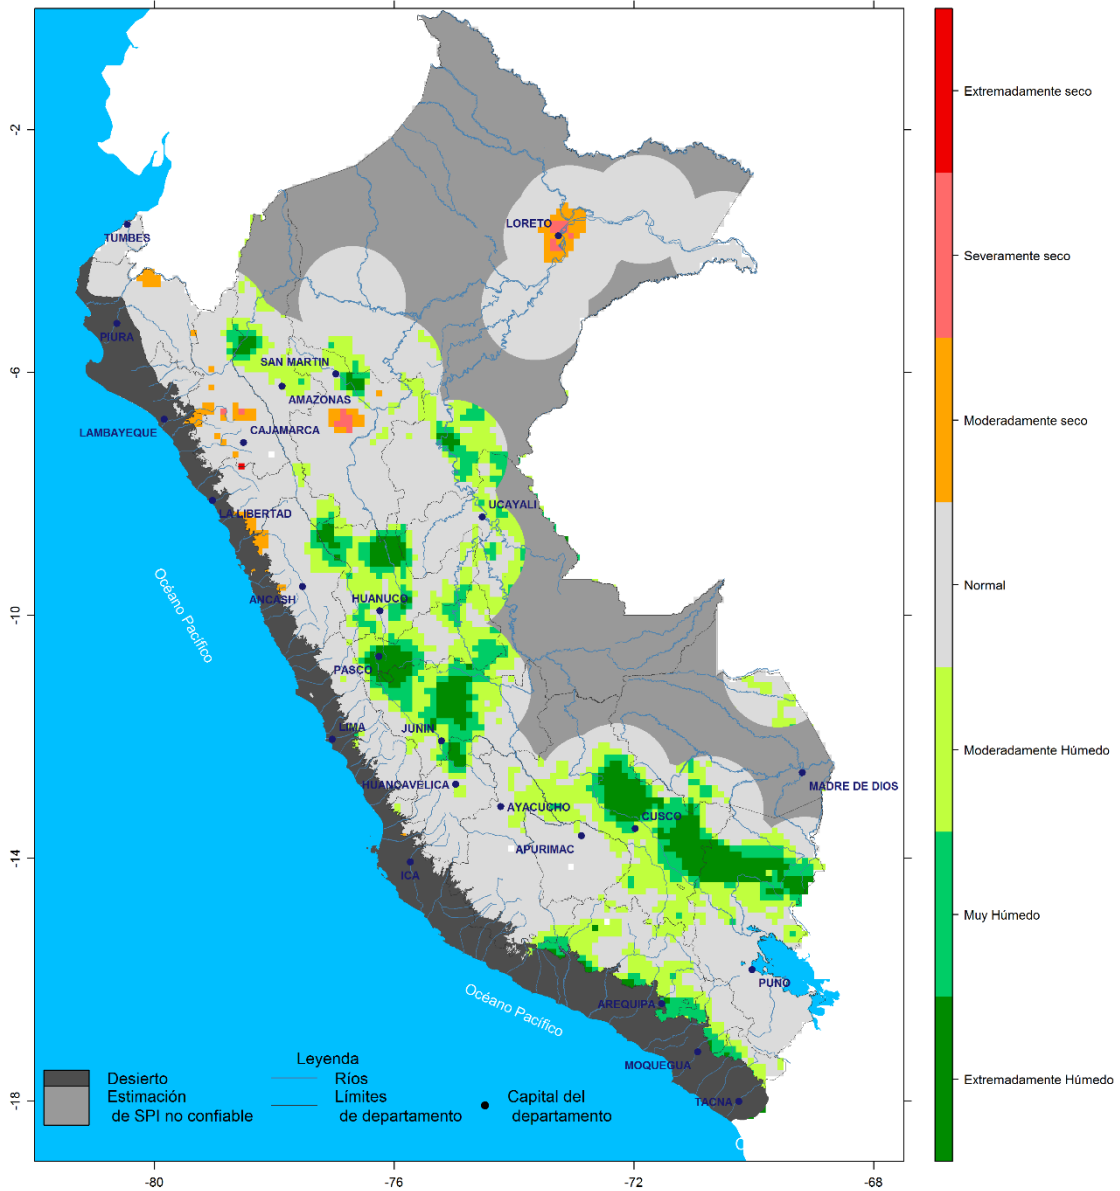 -2
-6
-10
-14
-18
-80
-76
-72
-68
LORETO
TUMBES
PIURA
SAN MARTIN
AMAZONAS
LAMBAYEQUE
CAJAMARCA
UCAYALI
LA LIBERTAD
ANCASH
HUANUCO
Océano Pacífico
PASCO
LIMA
JUNIN
HUANCAVELICA
MADRE DE DIOS
AYACUCHO
CUSCO
APURIMAC
ICA
PUNO
Océano Pacífico
AREQUIPA
MOQUEGUA
TACNA
O
Leyenda
Desierto
Estimación
de SPI no confiable
Ríos
Límites
de departamento
Capital del
departamento
Extremadamente seco
Severamente seco
Moderadamente seco
Normal
Moderadamente Húmedo
Muy Húmedo
Extremadamente Húmedo